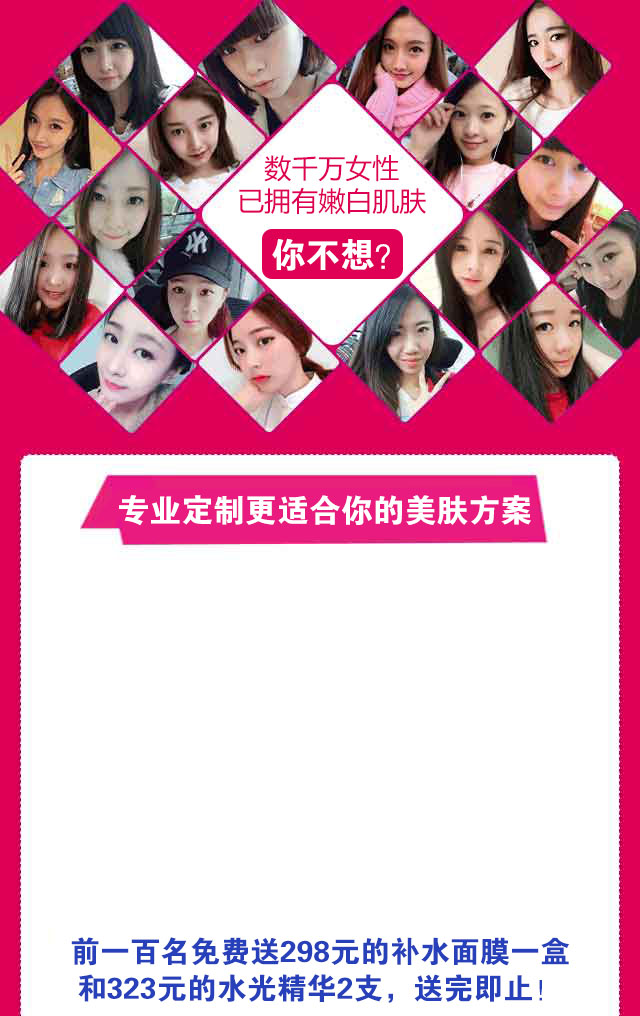 数千万女性
已拥有嫩白肌肤
你不想?
专业定制更适合你的美肤方案
前一百名免费送298元的补水面膜一盒
和323元的水光精华2支，送完即止！